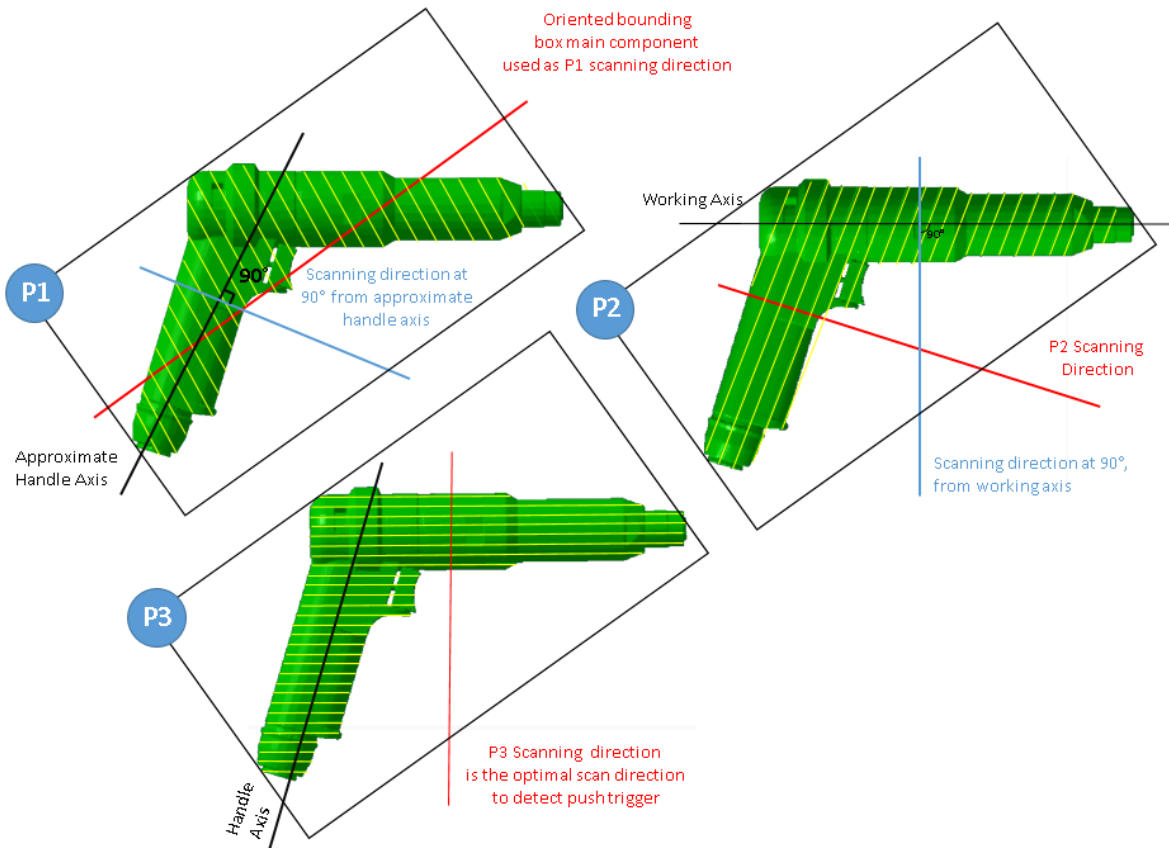 Oriented bounding
box main component
used as P1 scanning direction
P1
90°
Scanning direction at
90° from approximate
handle axis
Approximate
Handle Axis
Working Axis
90°
P2
P2 Scanning
Direction
Scanning direction at 90°,
from working axis
P3
P3 Scanning direction
is the optimal scan direction
to detect push trigger
Handle
Axis